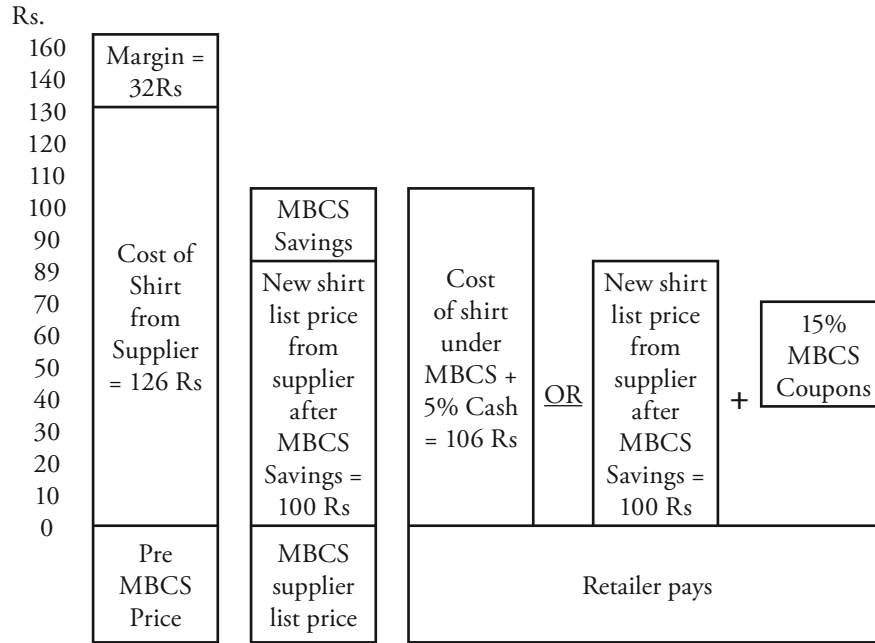 Rs.
160
140
130
120
110
100
90
89
70
60
50
40
30
20
10
0
Margin =
32Rs
Cost of
Shirt
from
Supplier
= 126 Rs
Pre
MBCS
Price
MBCS
Savings
New shirt
list price
from
supplier
after
MBCS
Savings =
100 Rs
MBCS
supplier
list price
Cost
of shirt
under
MBCS +
5% Cash
= 106 Rs
OR
New shirt
list price
from
supplier
after
MBCS
Savings =
100 Rs
+
15%
MBCS
Coupons
Retailer pays